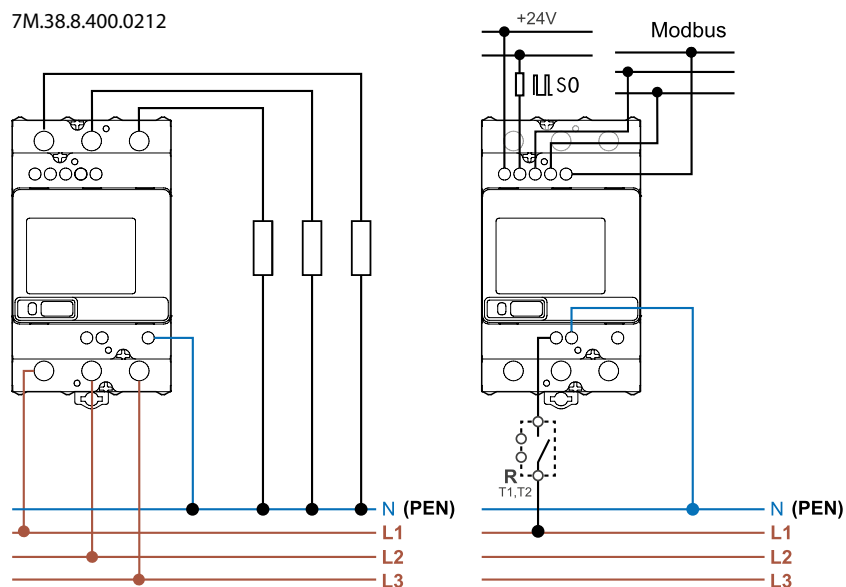 7M.38.8.400.0212
+24V
Modbus
S0
R
T1,T2
N (PEN)
L1
L2
L3
N (PEN)
L1
L2
L3